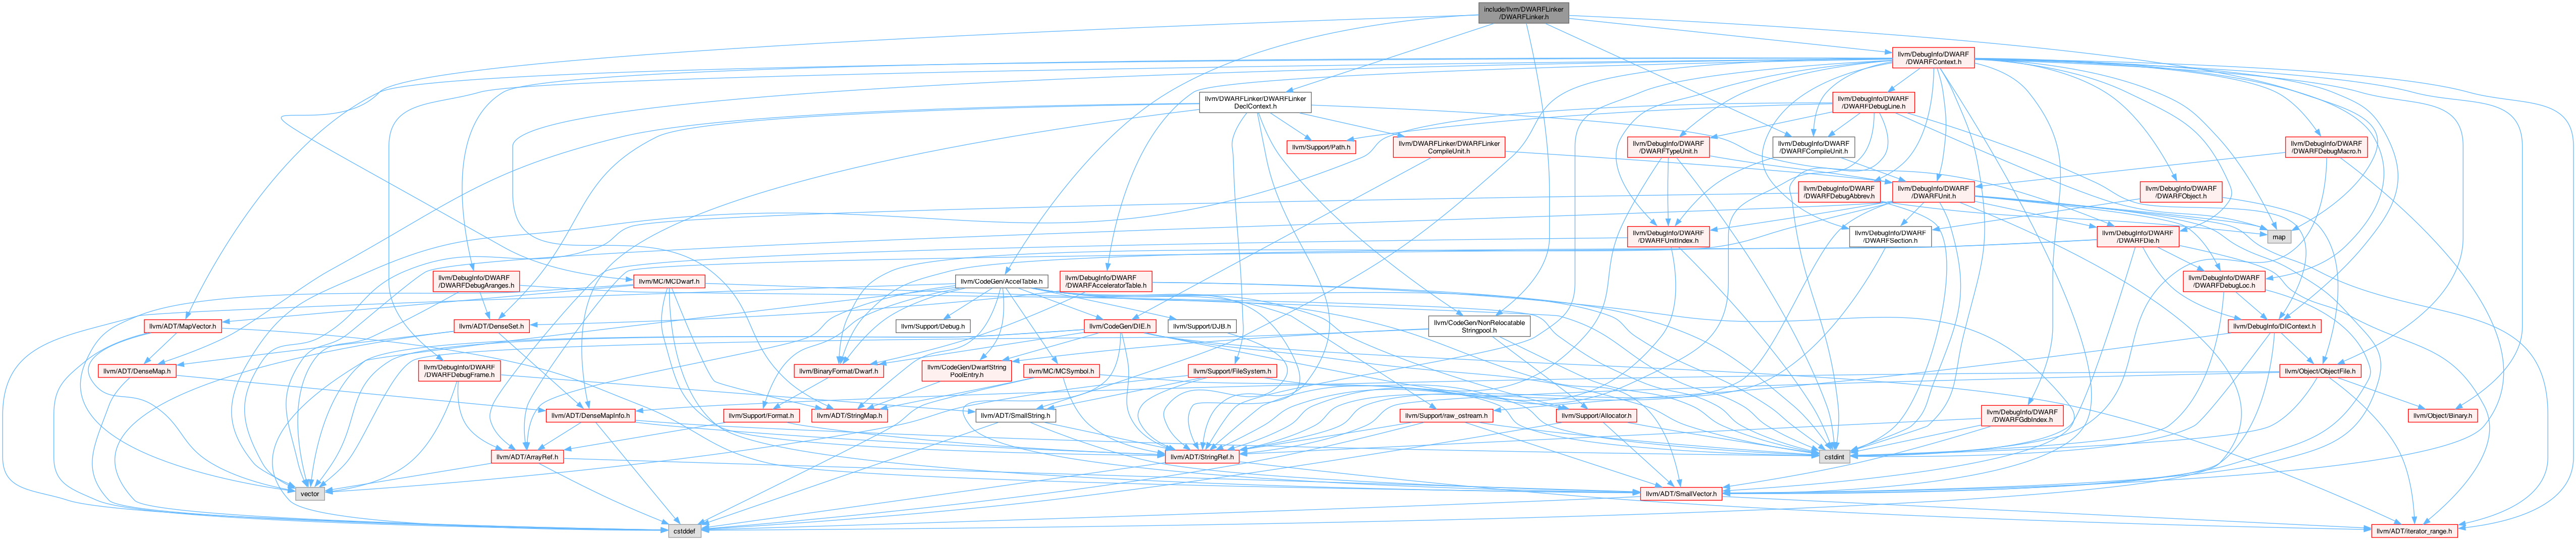 include/llvm/DWARFLinker
/DWARFLinker.h
llvm/DebugInfo/DWARF
/DWARFContext.h
llvm/DWARFLinker/DWARFLinker
DeclContext.h
llvm/DebugInfo/DWARF
/DWARFDebugLine.h
llvm/Support/Path.h
llvm/DWARFLinker/DWARFLinker
CompileUnit.h
llvm/DebugInfo/DWARF
/DWARFTypeUnit.h
llvm/DebugInfo/DWARF
/DWARFCompileUnit.h
llvm/DebugInfo/DWARF
/DWARFDebugMacro.h
llvm/DebugInfo/DWARF
/DWARFDebugAbbrev.h
llvm/DebugInfo/DWARF
/DWARFUnit.h
llvm/DebugInfo/DWARF
/DWARFObject.h
llvm/DebugInfo/DWARF
/DWARFUnitIndex.h
llvm/DebugInfo/DWARF
/DWARFSection.h
llvm/DebugInfo/DWARF
/DWARFDie.h
map
llvm/DebugInfo/DWARF
/DWARFDebugAranges.h
llvm/MC/MCDwarf.h
llvm/CodeGen/AccelTable.h
llvm/DebugInfo/DWARF
/DWARFAcceleratorTable.h
llvm/DebugInfo/DWARF
/DWARFDebugLoc.h
llvm/ADT/MapVector.h
llvm/ADT/DenseSet.h
llvm/Support/Debug.h
llvm/CodeGen/DIE.h
llvm/Support/DJB.h
llvm/CodeGen/NonRelocatable
Stringpool.h
llvm/DebugInfo/DIContext.h
llvm/ADT/DenseMap.h
llvm/DebugInfo/DWARF
/DWARFDebugFrame.h
llvm/BinaryFormat/Dwarf.h
llvm/CodeGen/DwarfString
PoolEntry.h
llvm/MC/MCSymbol.h
llvm/Support/FileSystem.h
llvm/Object/ObjectFile.h
llvm/ADT/DenseMapInfo.h
llvm/Support/Format.h
llvm/ADT/StringMap.h
llvm/ADT/SmallString.h
llvm/Support/raw_ostream.h
llvm/Support/Allocator.h
llvm/DebugInfo/DWARF
/DWARFGdbIndex.h
llvm/Object/Binary.h
llvm/ADT/ArrayRef.h
llvm/ADT/StringRef.h
cstdint
vector
llvm/ADT/SmallVector.h
cstddef
llvm/ADT/iterator_range.h